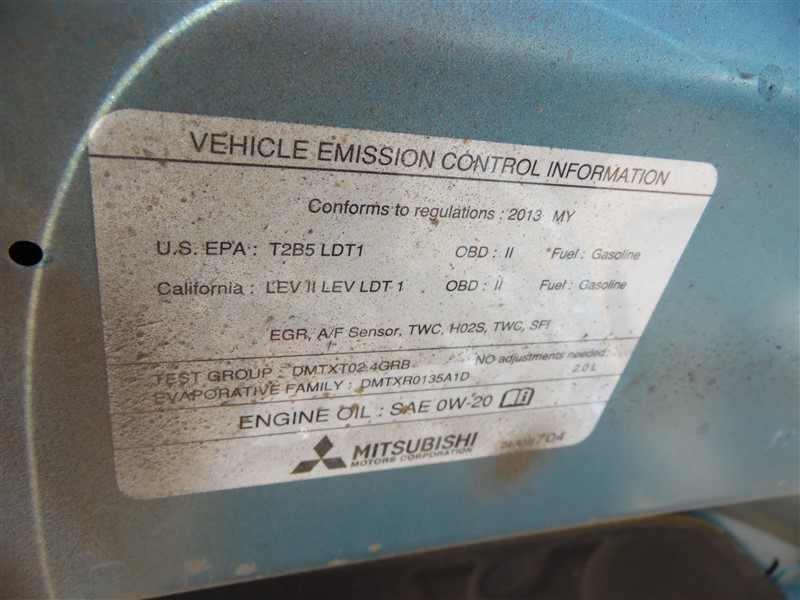 VEHICLE EMISSION CONTROL INFORMATION
Conforms to regulations : 2013 MY
U.S. EPA : T2B5 LDT1 OBD : II Fuel : Gasoline
California : LEV II LEV LDT 1 OBD : II Fuel : Gasoline
EGR, A/F Sensor, TWC, H02S, TWC, SFI
TEST GROUP : DMTXT02.4GRB NO adjustments needed.
EVAPORATIVE FAMILY : DMTXR0135A1D 2.0 L
ENGINE OIL : SAE 0W-20
MITSUBISHI
MOTORS CORPORATION
704